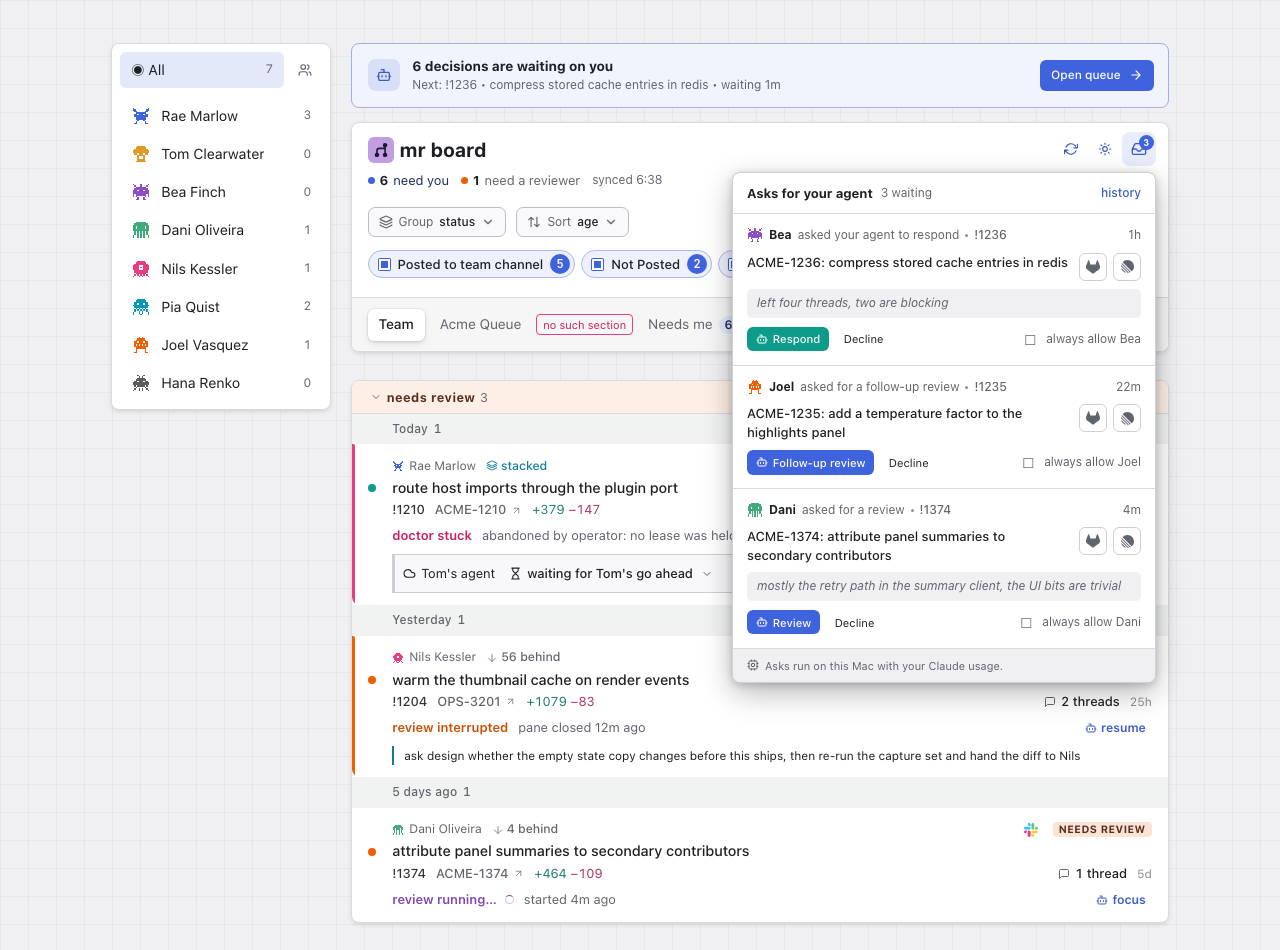 All 7
Rae Marlow 3
Tom Clearwater 0
Bea Finch 0
Dani Oliveira 1
Nils Kessler 1
Pia Quist 2
Joel Vasquez 1
Hana Renko 0
6 decisions are waiting on you
Next: !1236 • compress stored cache entries in redis • waiting 1m
Open queue
mr board
3
6 need you 1 need a reviewer synced 6:38
Group status Sort age
Posted to team channel 5 Not Posted 2
Team Acme Queue no such section Needs me 6
Asks for your agent 3 waiting history
Bea asked your agent to respond • !1236 1h
ACME-1236: compress stored cache entries in redis
left four threads, two are blocking
Respond Decline always allow Bea
Joel asked for a follow-up review • !1235 22m
ACME-1235: add a temperature factor to the
highlights panel
Follow-up review Decline always allow Joel
Dani asked for a review • !1374 4m
ACME-1374: attribute panel summaries to
secondary contributors
mostly the retry path in the summary client, the UI bits are trivial
Review Decline always allow Dani
Asks run on this Mac with your Claude usage.
needs review 3
Today 1
Rae Marlow stacked
route host imports through the plugin port
!1210 ACME-1210 ↗ +379 −147
doctor stuck abandoned by operator: no lease was held
Tom's agent waiting for Tom's go ahead
Yesterday 1
Nils Kessler ↓ 56 behind
warm the thumbnail cache on render events
!1204 OPS-3201 ↗ +1079 −83 2 threads 25h
review interrupted pane closed 12m ago resume
ask design whether the empty state copy changes before this ships, then re-run the capture set and hand the diff to Nils
5 days ago 1
Dani Oliveira ↓ 4 behind NEEDS REVIEW
attribute panel summaries to secondary contributors
!1374 ACME-1374 ↗ +464 −109 1 thread 5d
review running... started 4m ago focus